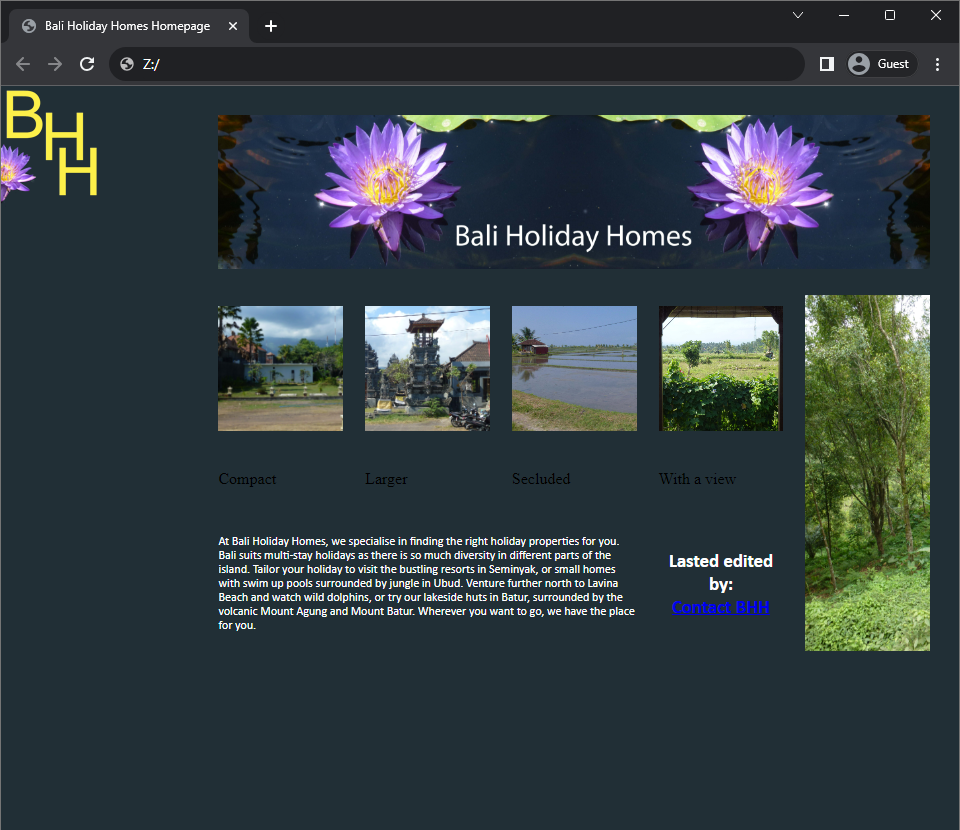 Bali Holiday Homes Homepage
Z:/
Guest
B
H
H
Bali Holiday Homes
Compact
Larger
Secluded
With a view
At Bali Holiday Homes, we specialise in finding the right holiday properties for you.
Bali suits multi-stay holidays as there is so much diversity in different parts of the
island. Tailor your holiday to visit the bustling resorts in Seminyak, or small homes
with swim up pools surrounded by jungle in Ubud. Venture further north to Lavina
Beach and watch wild dolphins, or try our lakeside huts in Batur, surrounded by the
volcanic Mount Agung and Mount Batur. Wherever you want to go, we have the place
for you.
Lasted edited
by:
Contact BHH